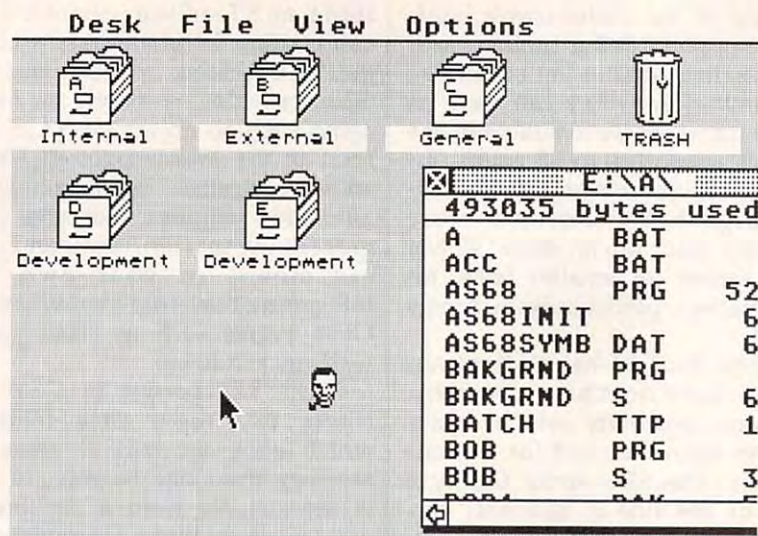 Desk File View Options
A B C
Internal External General TRASH
D E
Development Development
E:\A\
493035 bytes used
A BAT
ACC BAT
AS68 PRG 52
AS68INIT 6
AS68SYMB DAT 6
BAKGRND PRG
BAKGRND S 6
BATCH TTP 1
BOB PRG
BOB S 3